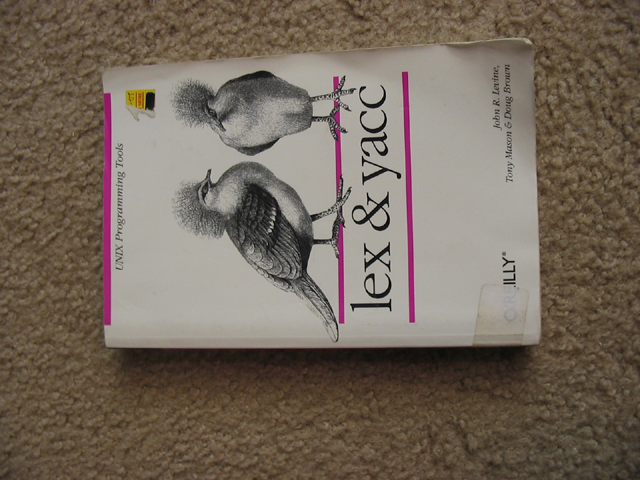 UNIX Programming Tools
lex & yacc
John R. Levine,
Tony Mason & Doug Brown
O'REILLY®